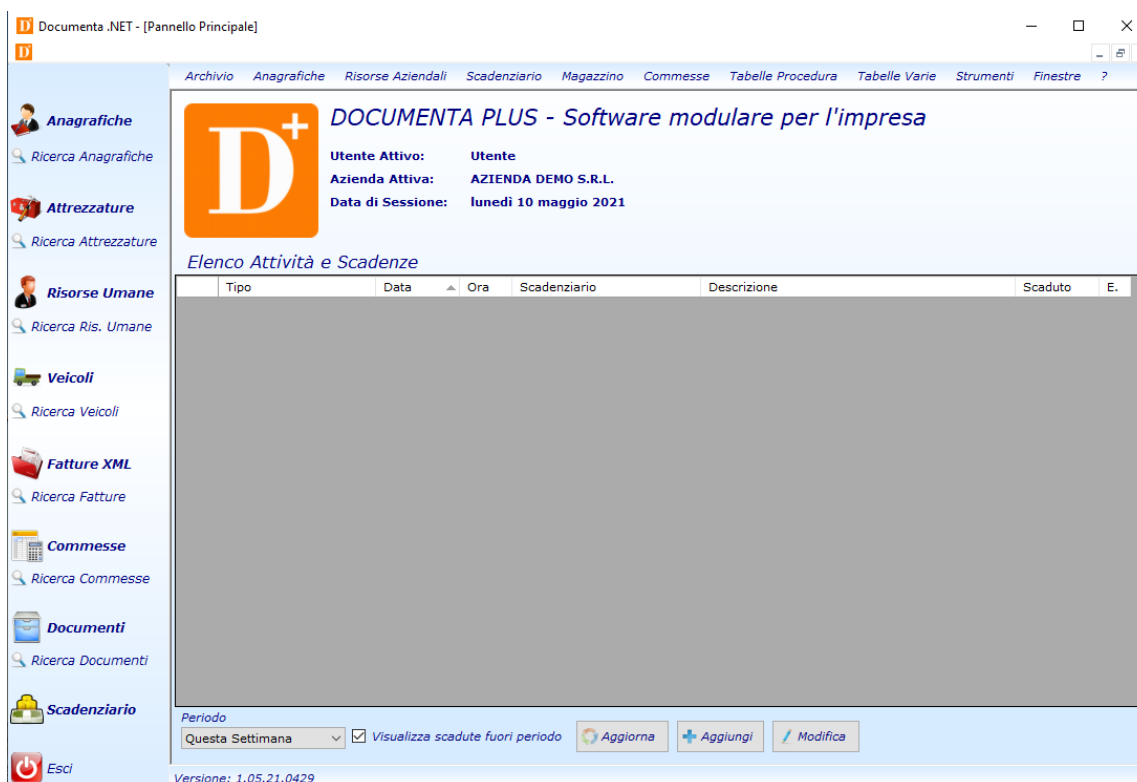 Documenta .NET - [Pannello Principale]
Archivio Anagrafiche Risorse Aziendali Scadenziario Magazzino Commesse Tabelle Procedura Tabelle Varie Strumenti Finestre ?
Anagrafiche
Ricerca Anagrafiche
Attrezzature
Ricerca Attrezzature
Risorse Umane
Ricerca Ris. Umane
Veicoli
Ricerca Veicoli
Fatture XML
Ricerca Fatture
Commesse
Ricerca Commesse
Documenti
Ricerca Documenti
Scadenziario
Esci
D+
DOCUMENTA PLUS - Software modulare per l'impresa
Utente Attivo: Utente
Azienda Attiva: AZIENDA DEMO S.R.L.
Data di Sessione: lunedì 10 maggio 2021
Elenco Attività e Scadenze
Tipo Data Ora Scadenziario Descrizione Scaduto E.
Periodo
Questa Settimana Visualizza scadute fuori periodo Aggiorna Aggiungi Modifica
Versione: 1.05.21.0429